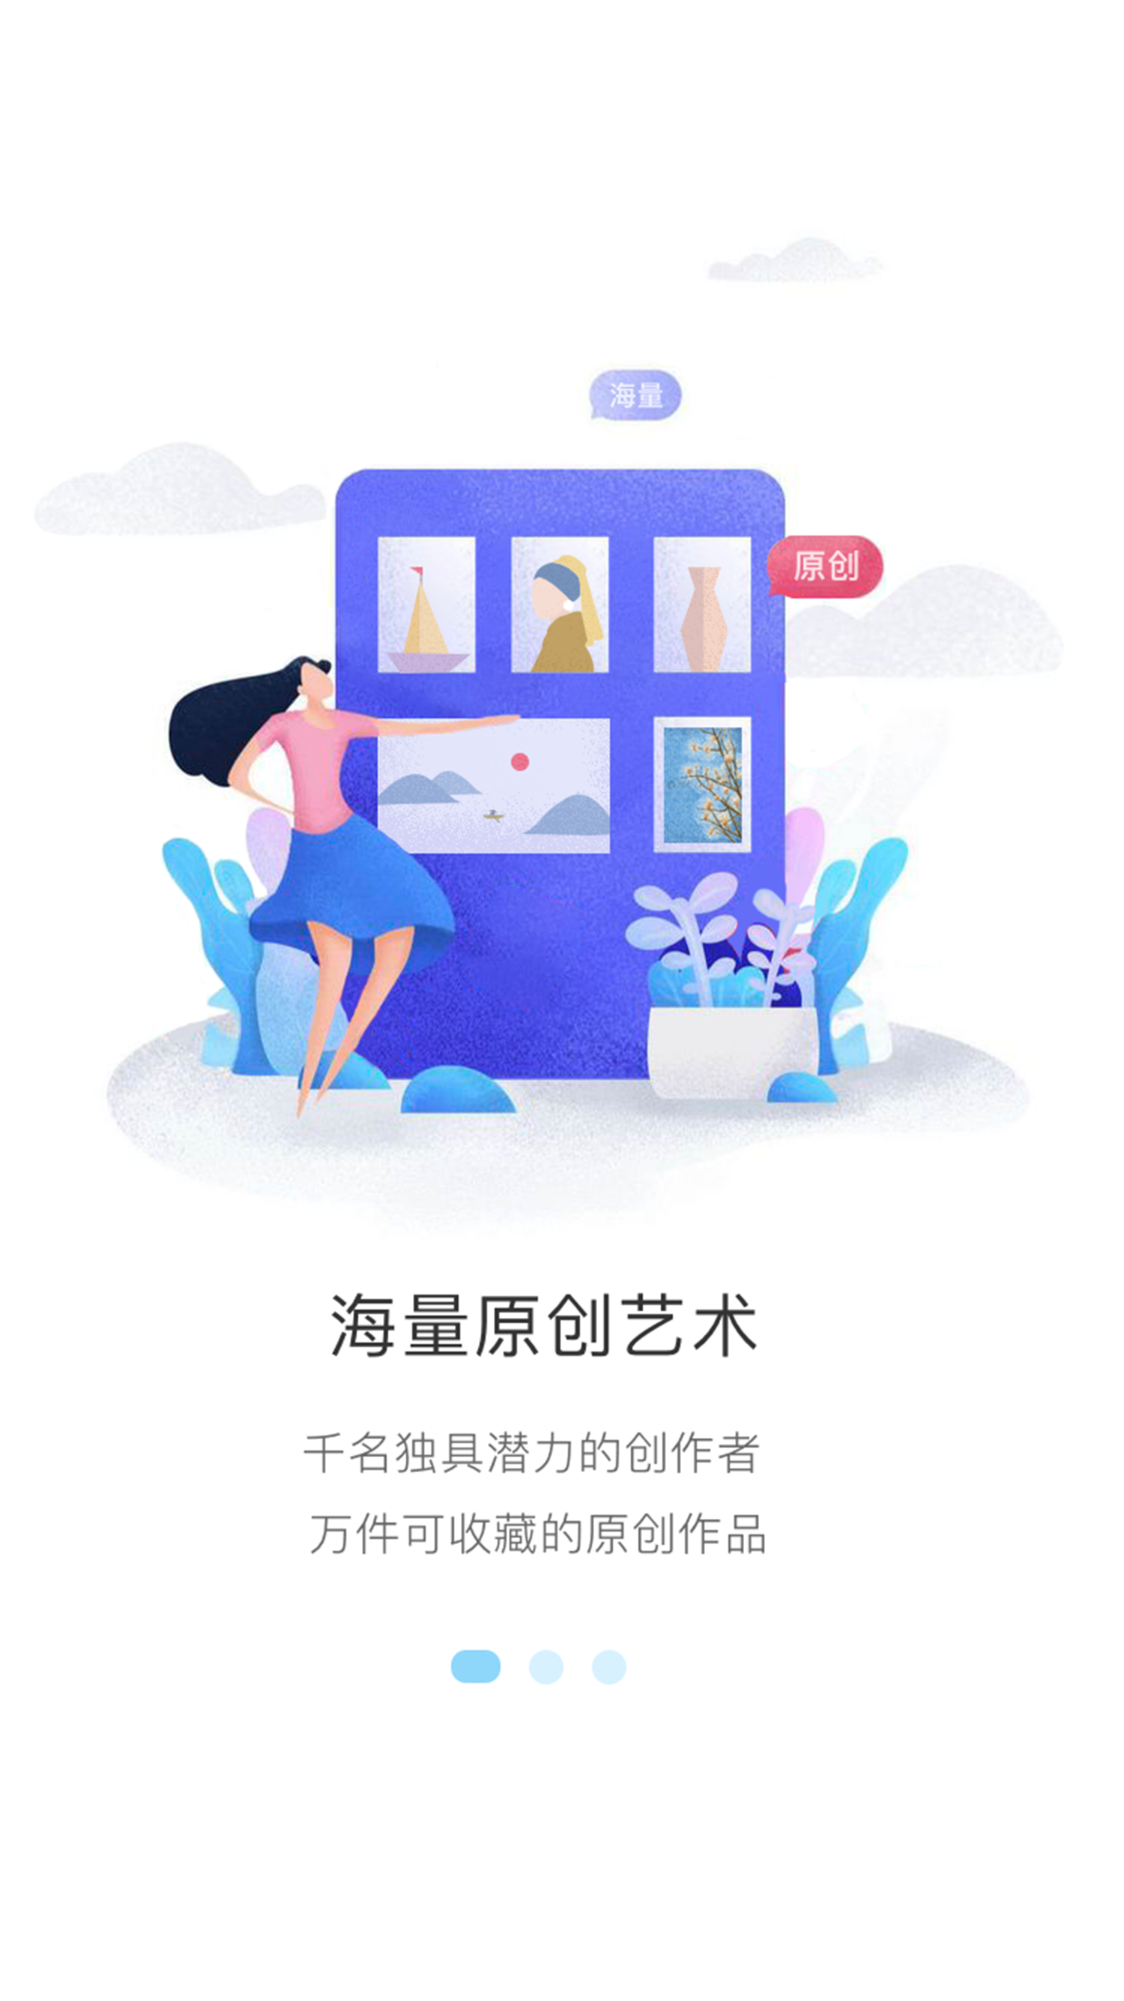 海量
原创
海量原创艺术
千名独具潜力的创作者
万件可收藏的原创作品